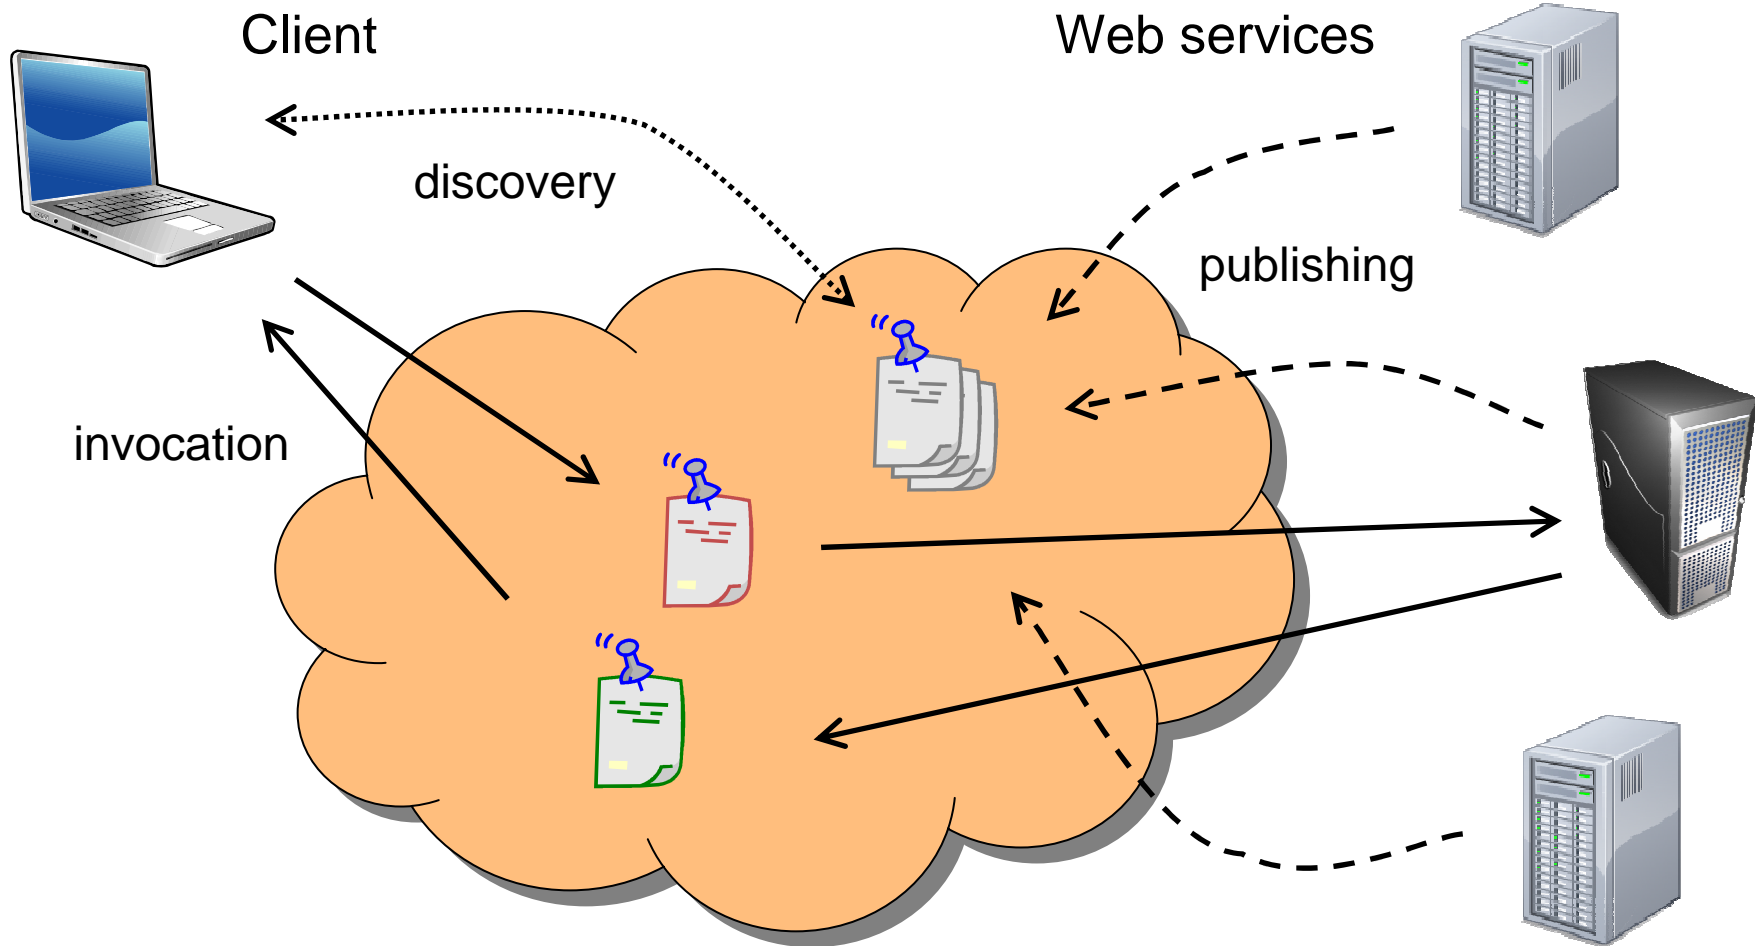 Client
Web services
discovery
publishing
invocation